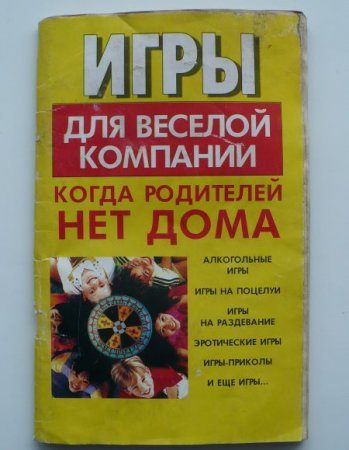 ИГРЫ
ДЛЯ ВЕСЕЛОЙ
КОМПАНИИ
КОГДА РОДИТЕЛЕЙ
НЕТ ДОМА
АЛКОГОЛЬНЫЕ
ИГРЫ
ИГРЫ НА ПОЦЕЛУИ
ИГРЫ
НА РАЗДЕВАНИЕ
ЭРОТИЧЕСКИЕ ИГРЫ
ИГРЫ-ПРИКОЛЫ
И ЕЩЕ ИГРЫ...